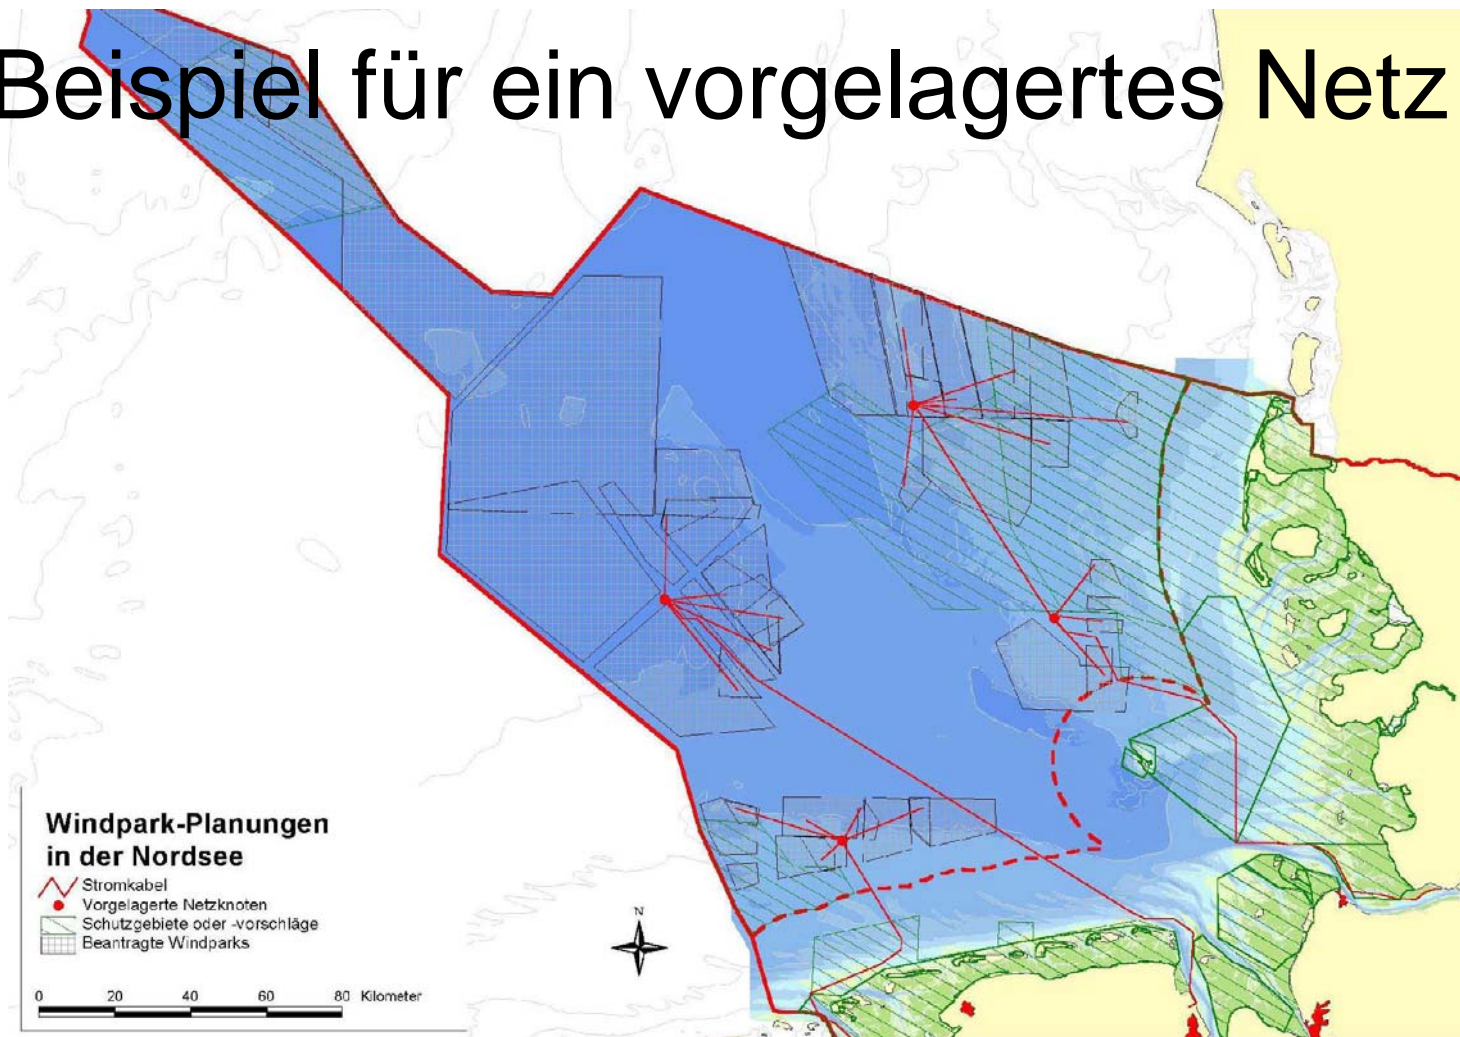 Beispiel für ein vorgelagertes Netz
Windpark-Planungen
in der Nordsee
Stromkabel
Vorgelagerte Netzknoten
Schutzgebiete oder -vorschläge
Beantragte Windparks
N
0 20 40 60 80 Kilometer